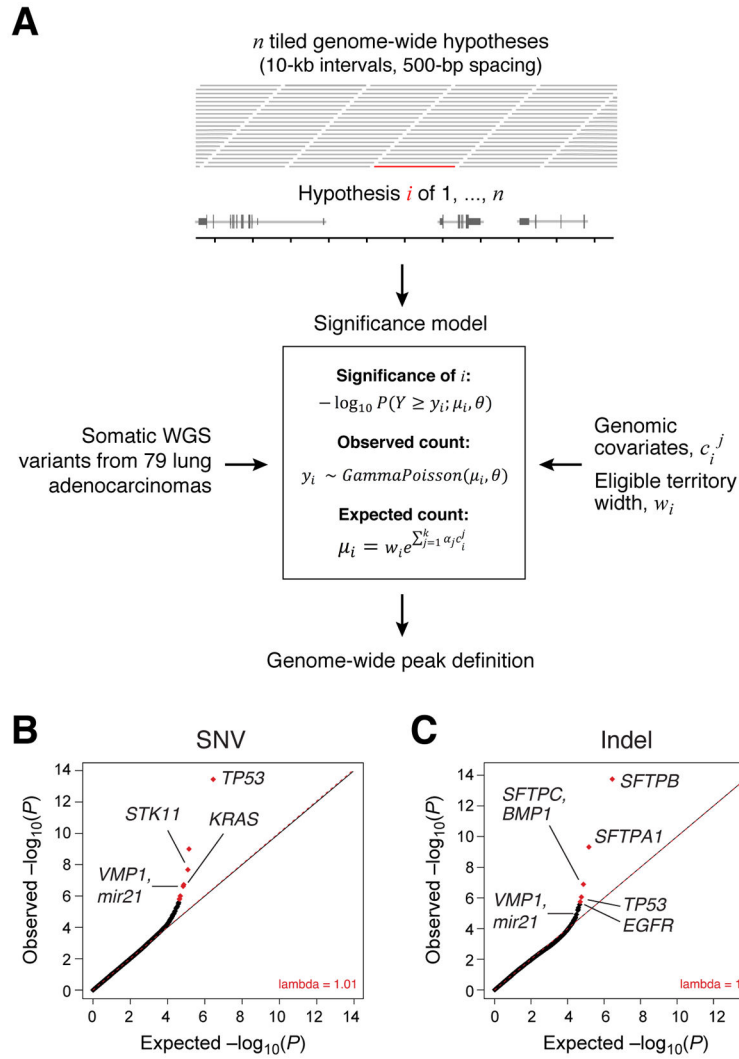 A
n tiled genome-wide hypotheses
(10-kb intervals, 500-bp spacing)
Hypothesis i of 1, ..., n
Significance model
Significance of i:
−log₁₀ P(Y ≥ yᵢ; μᵢ, θ)
Observed count:
yᵢ ~ GammaPoisson(μᵢ, θ)
Expected count:
μᵢ = wᵢe^{∑_{j=1}^{k} αⱼcᵢʲ}
Somatic WGS
variants from 79 lung
adenocarcinomas
Genomic
covariates, cᵢʲ
Eligible territory
width, wᵢ
Genome-wide peak definition
B
SNV
Observed –log₁₀(P)
14
12
10
8
6
4
2
0
TP53
STK11
KRAS
VMP1,
mir21
lambda = 1.01
0 2 4 6 8 10 12 14
Expected –log₁₀(P)
C
Indel
Observed –log₁₀(P)
14
12
10
8
6
4
2
0
SFTPB
SFTPC,
BMP1
SFTPA1
VMP1,
mir21
TP53
EGFR
lambda = 1
0 2 4 6 8 10 12
Expected –log₁₀(P)